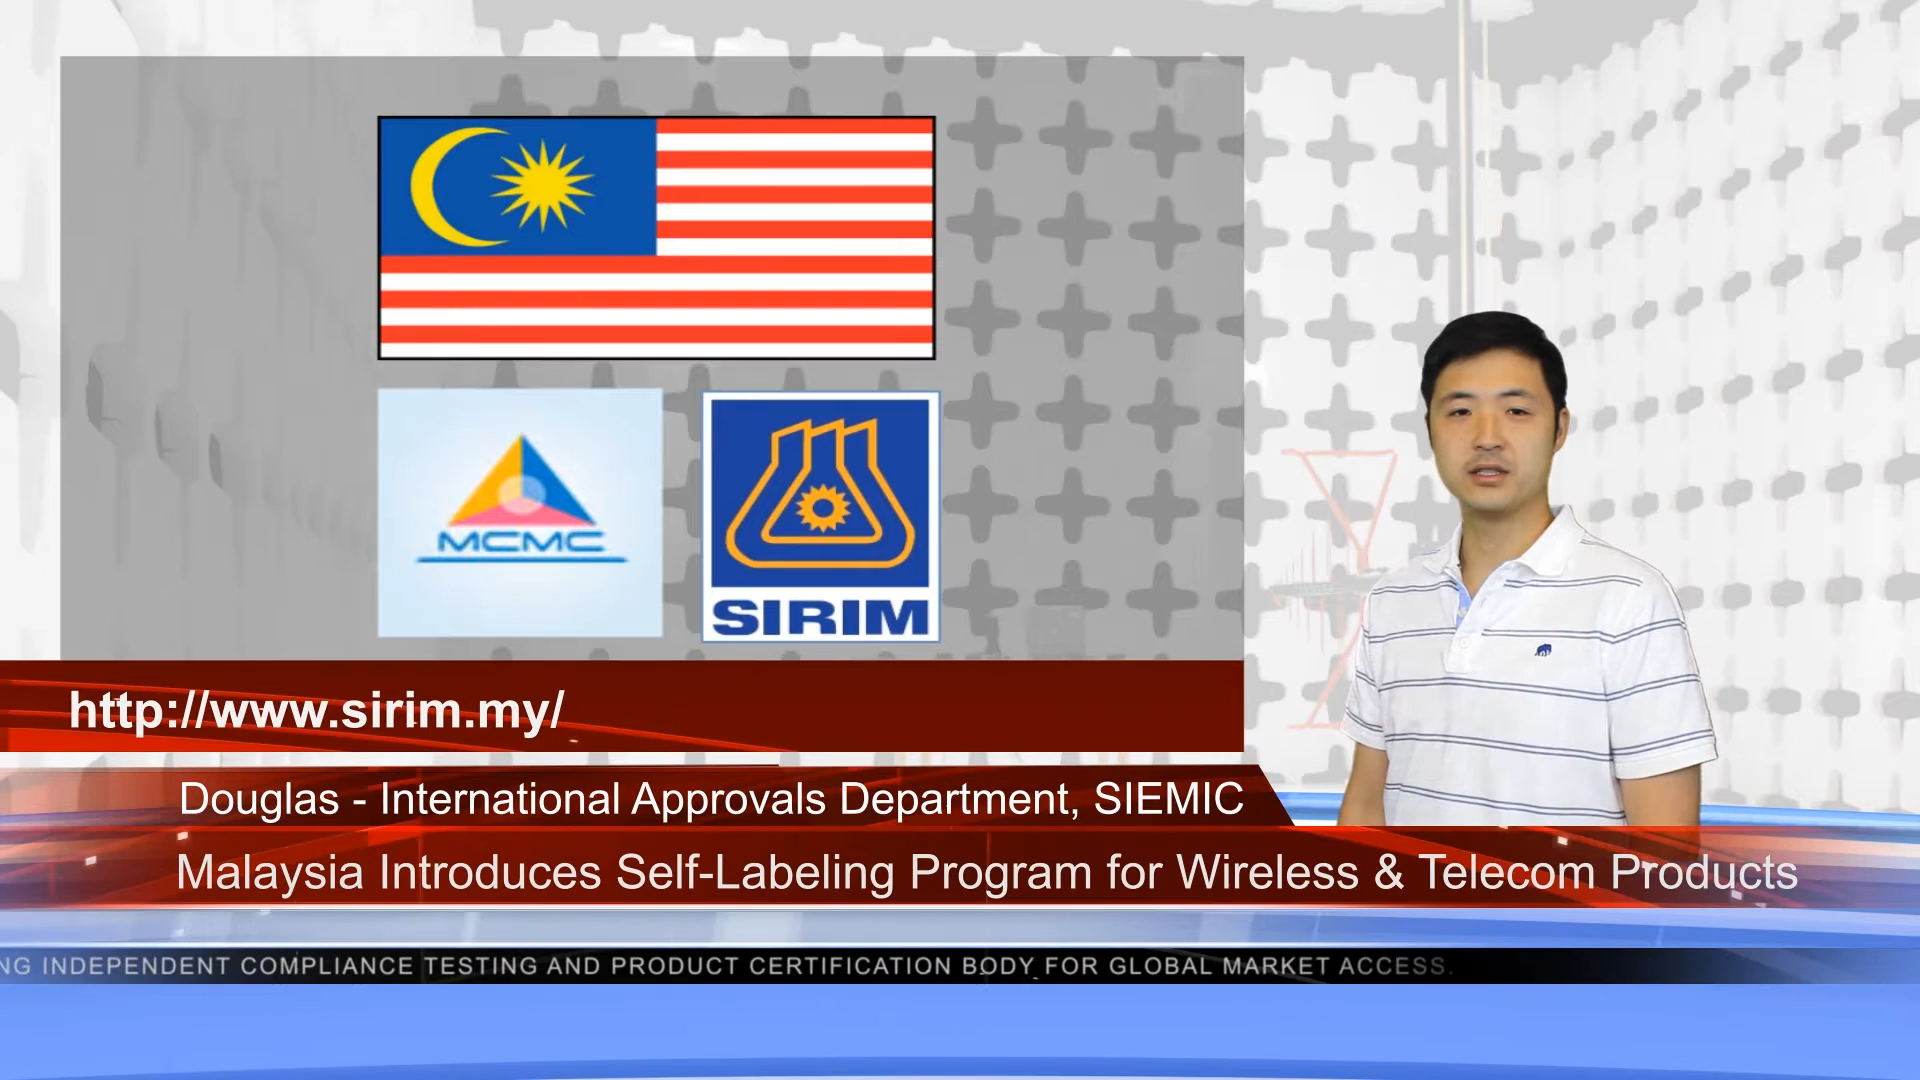 MCMC
SIRIM
http://www.sirim.my/
Douglas - International Approvals Department, SIEMIC
Malaysia Introduces Self-Labeling Program for Wireless & Telecom Products
NG INDEPENDENT COMPLIANCE TESTING AND PRODUCT CERTIFICATION BODY FOR GLOBAL MARKET ACCESS.